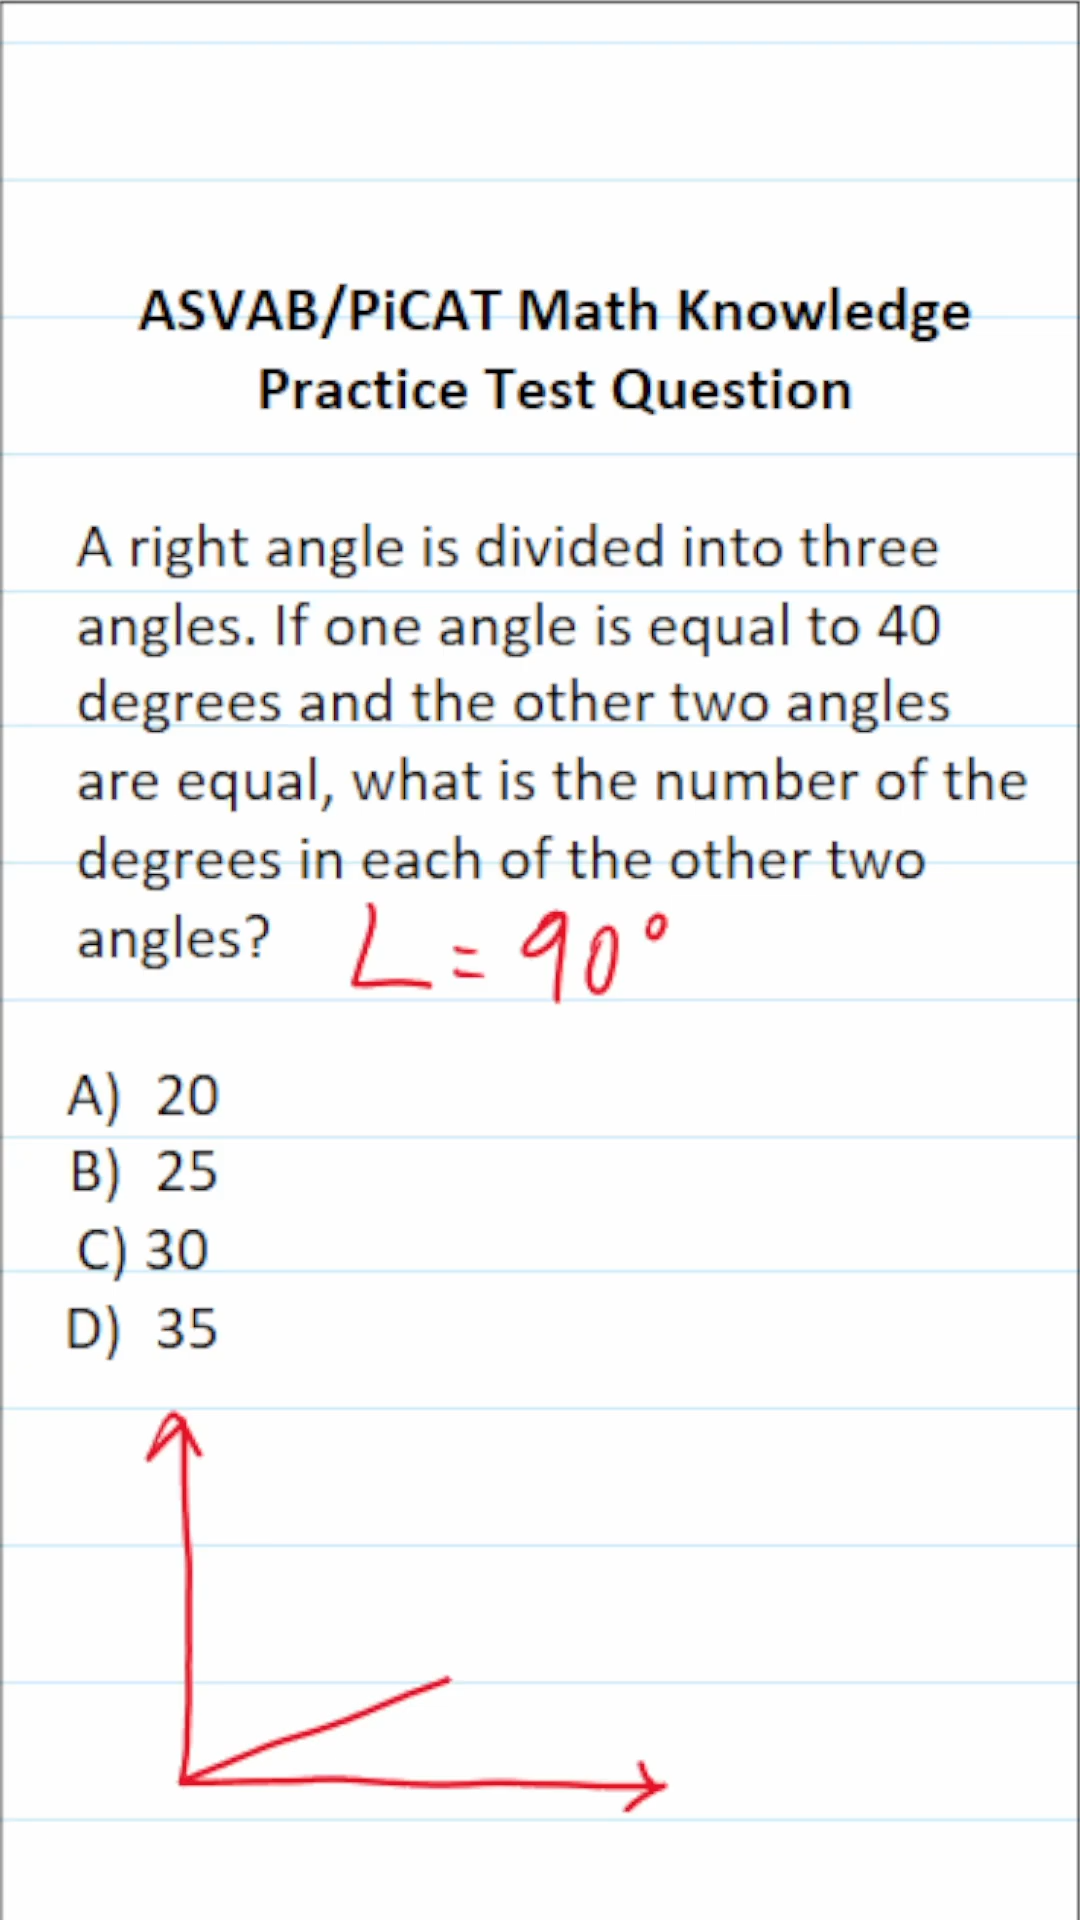 ASVAB/PiCAT Math Knowledge
Practice Test Question
A right angle is divided into three
angles. If one angle is equal to 40
degrees and the other two angles
are equal, what is the number of the
degrees in each of the other two
angles? L = 90°
A) 20
B) 25
C) 30
D) 35